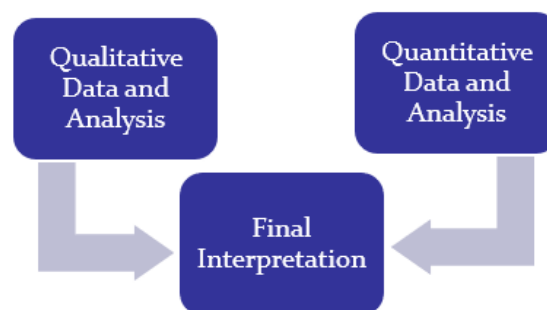 Qualitative
Data and
Analysis
Quantitative
Data and
Analysis
Final
Interpretation